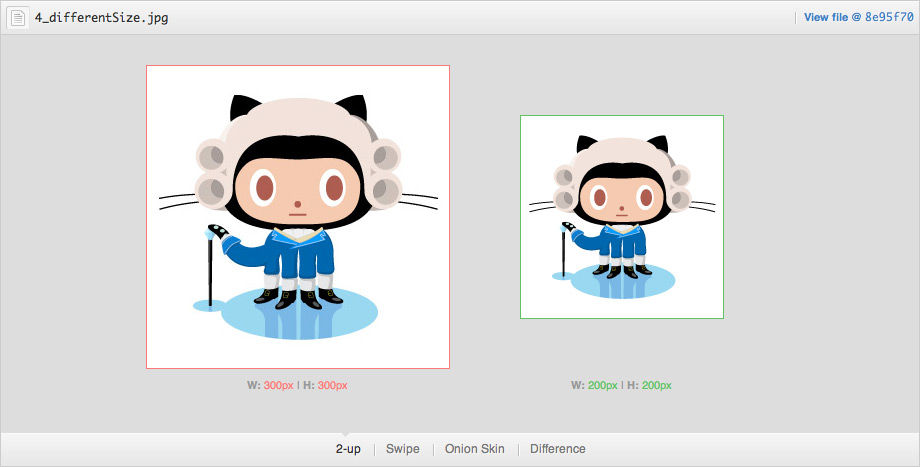 4_differentSize.jpg
View file @ 8e95f70
W: 300px | H: 300px
W: 200px | H: 200px
2-up
Swipe
Onion Skin
Difference